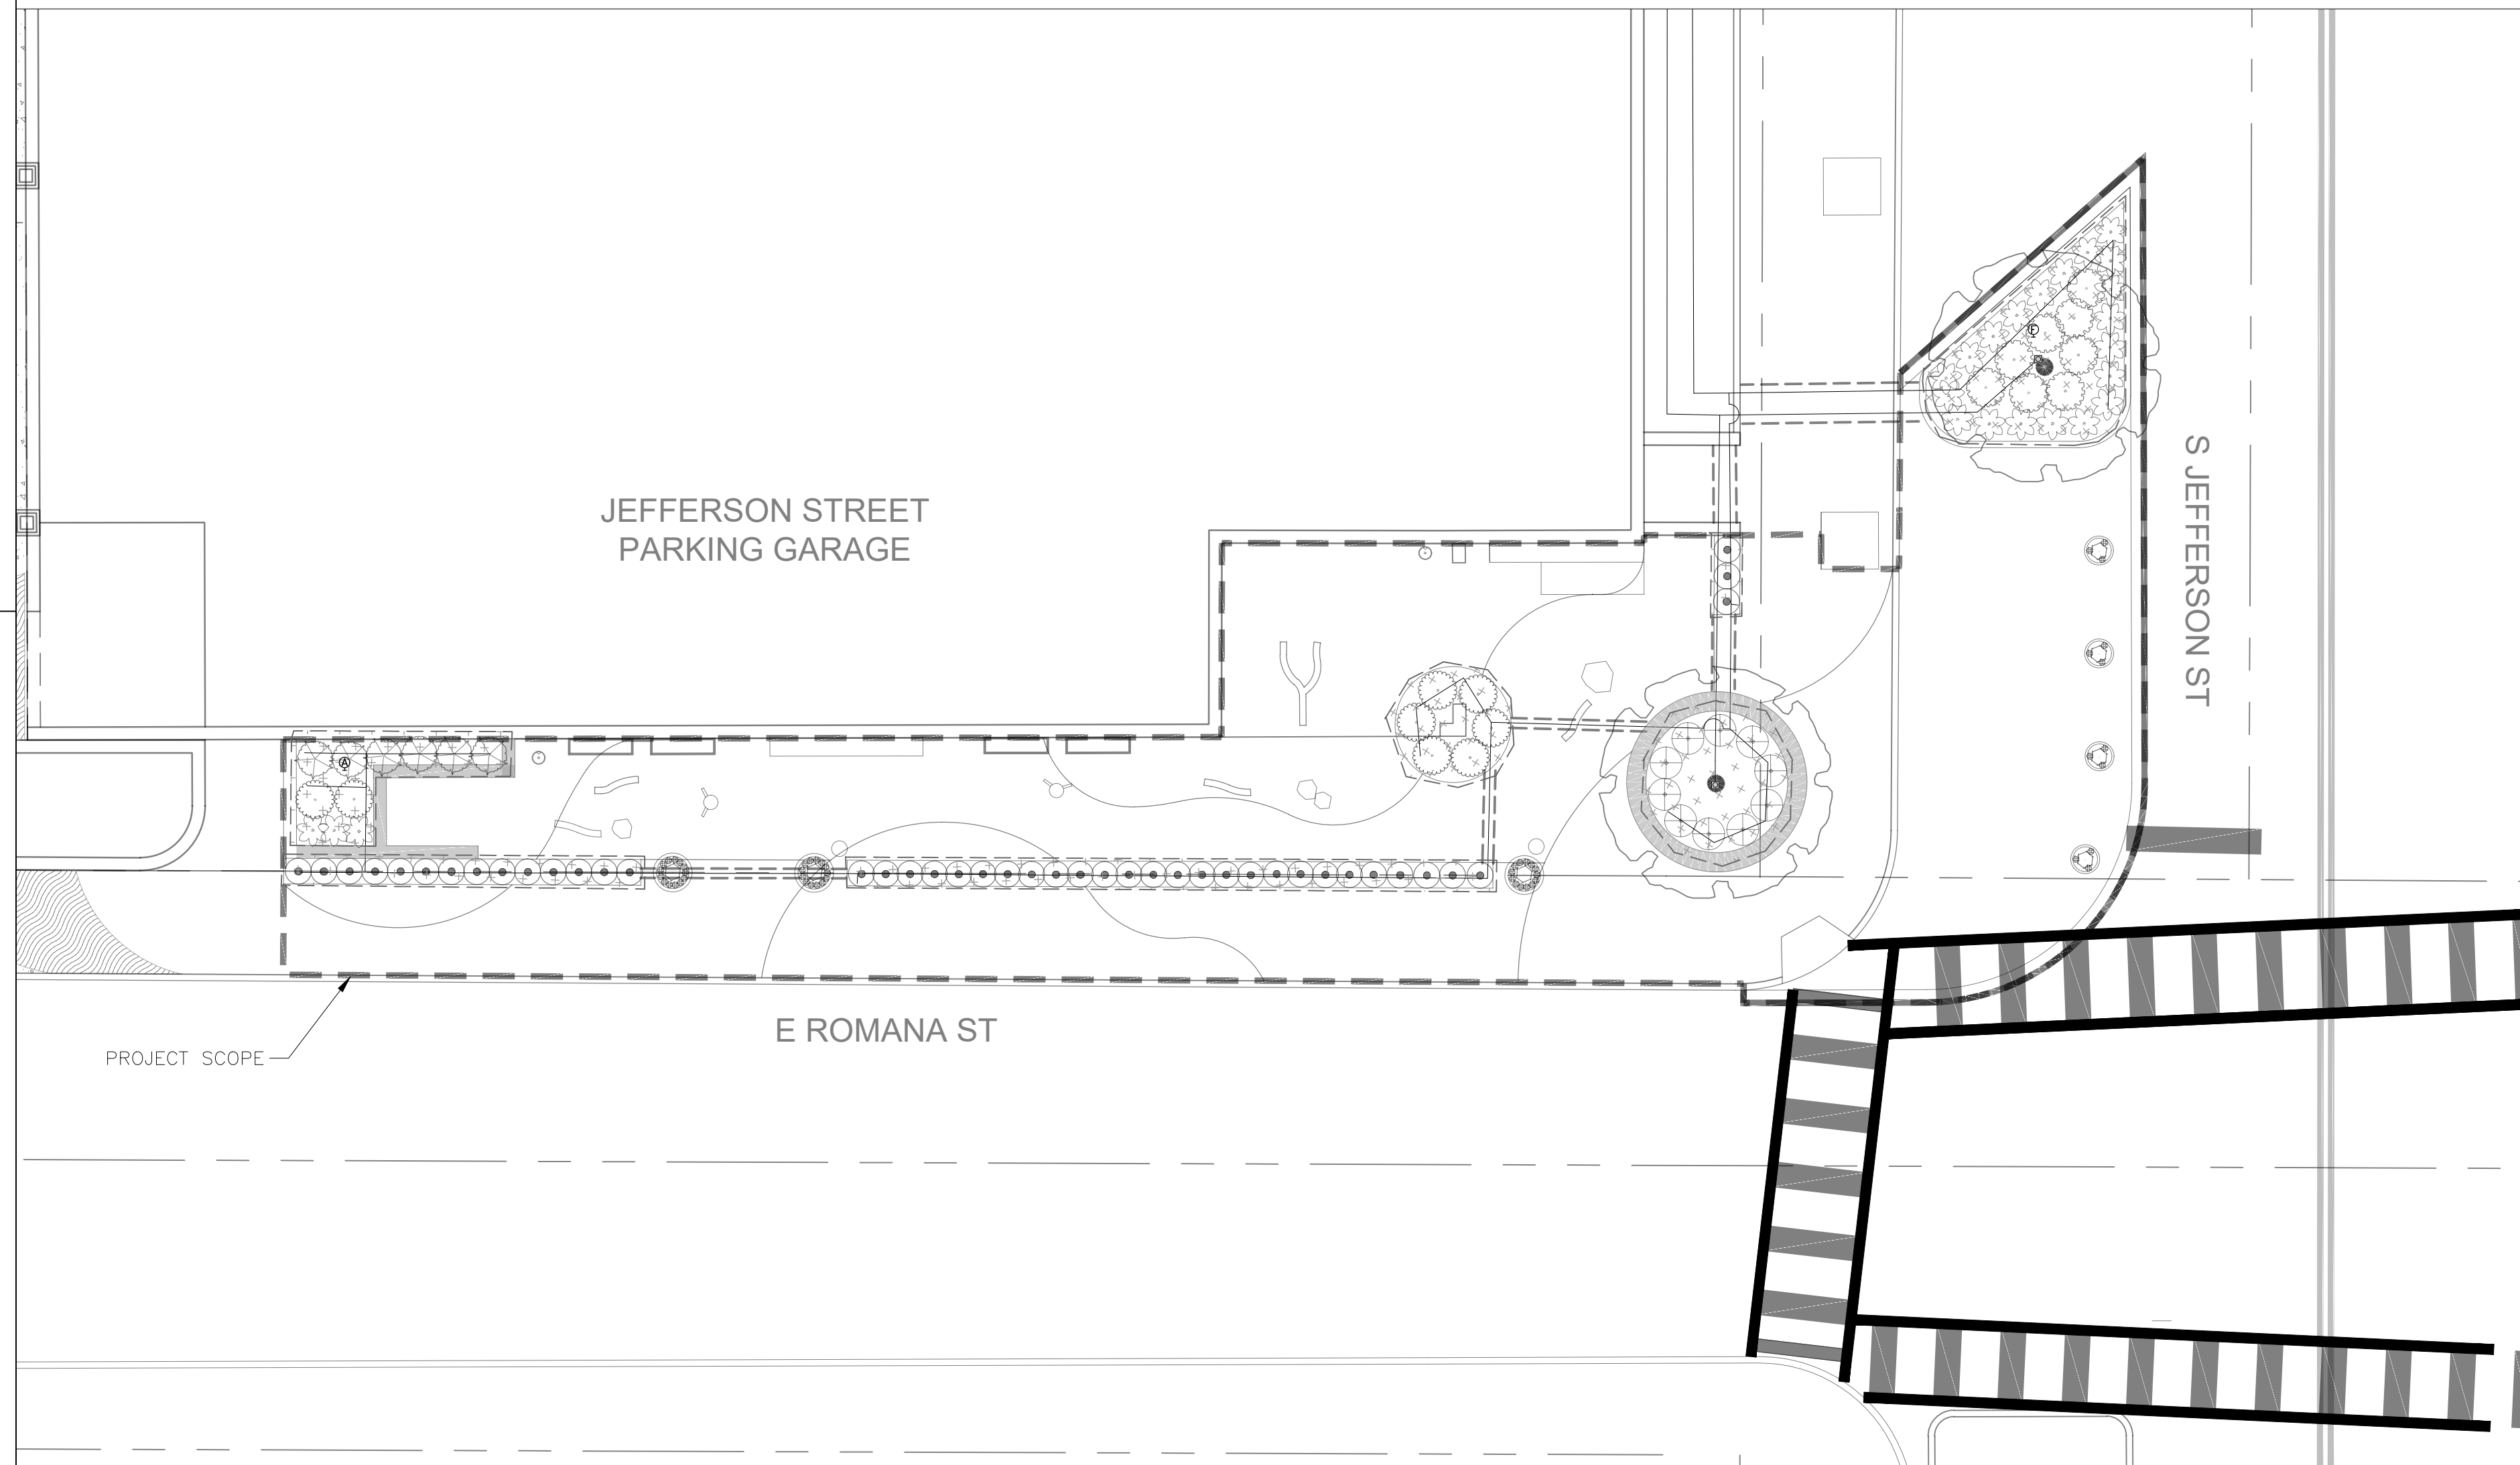 JEFFERSON STREET
PARKING GARAGE
S JEFFERSON ST
F
A
E ROMANA ST
PROJECT SCOPE